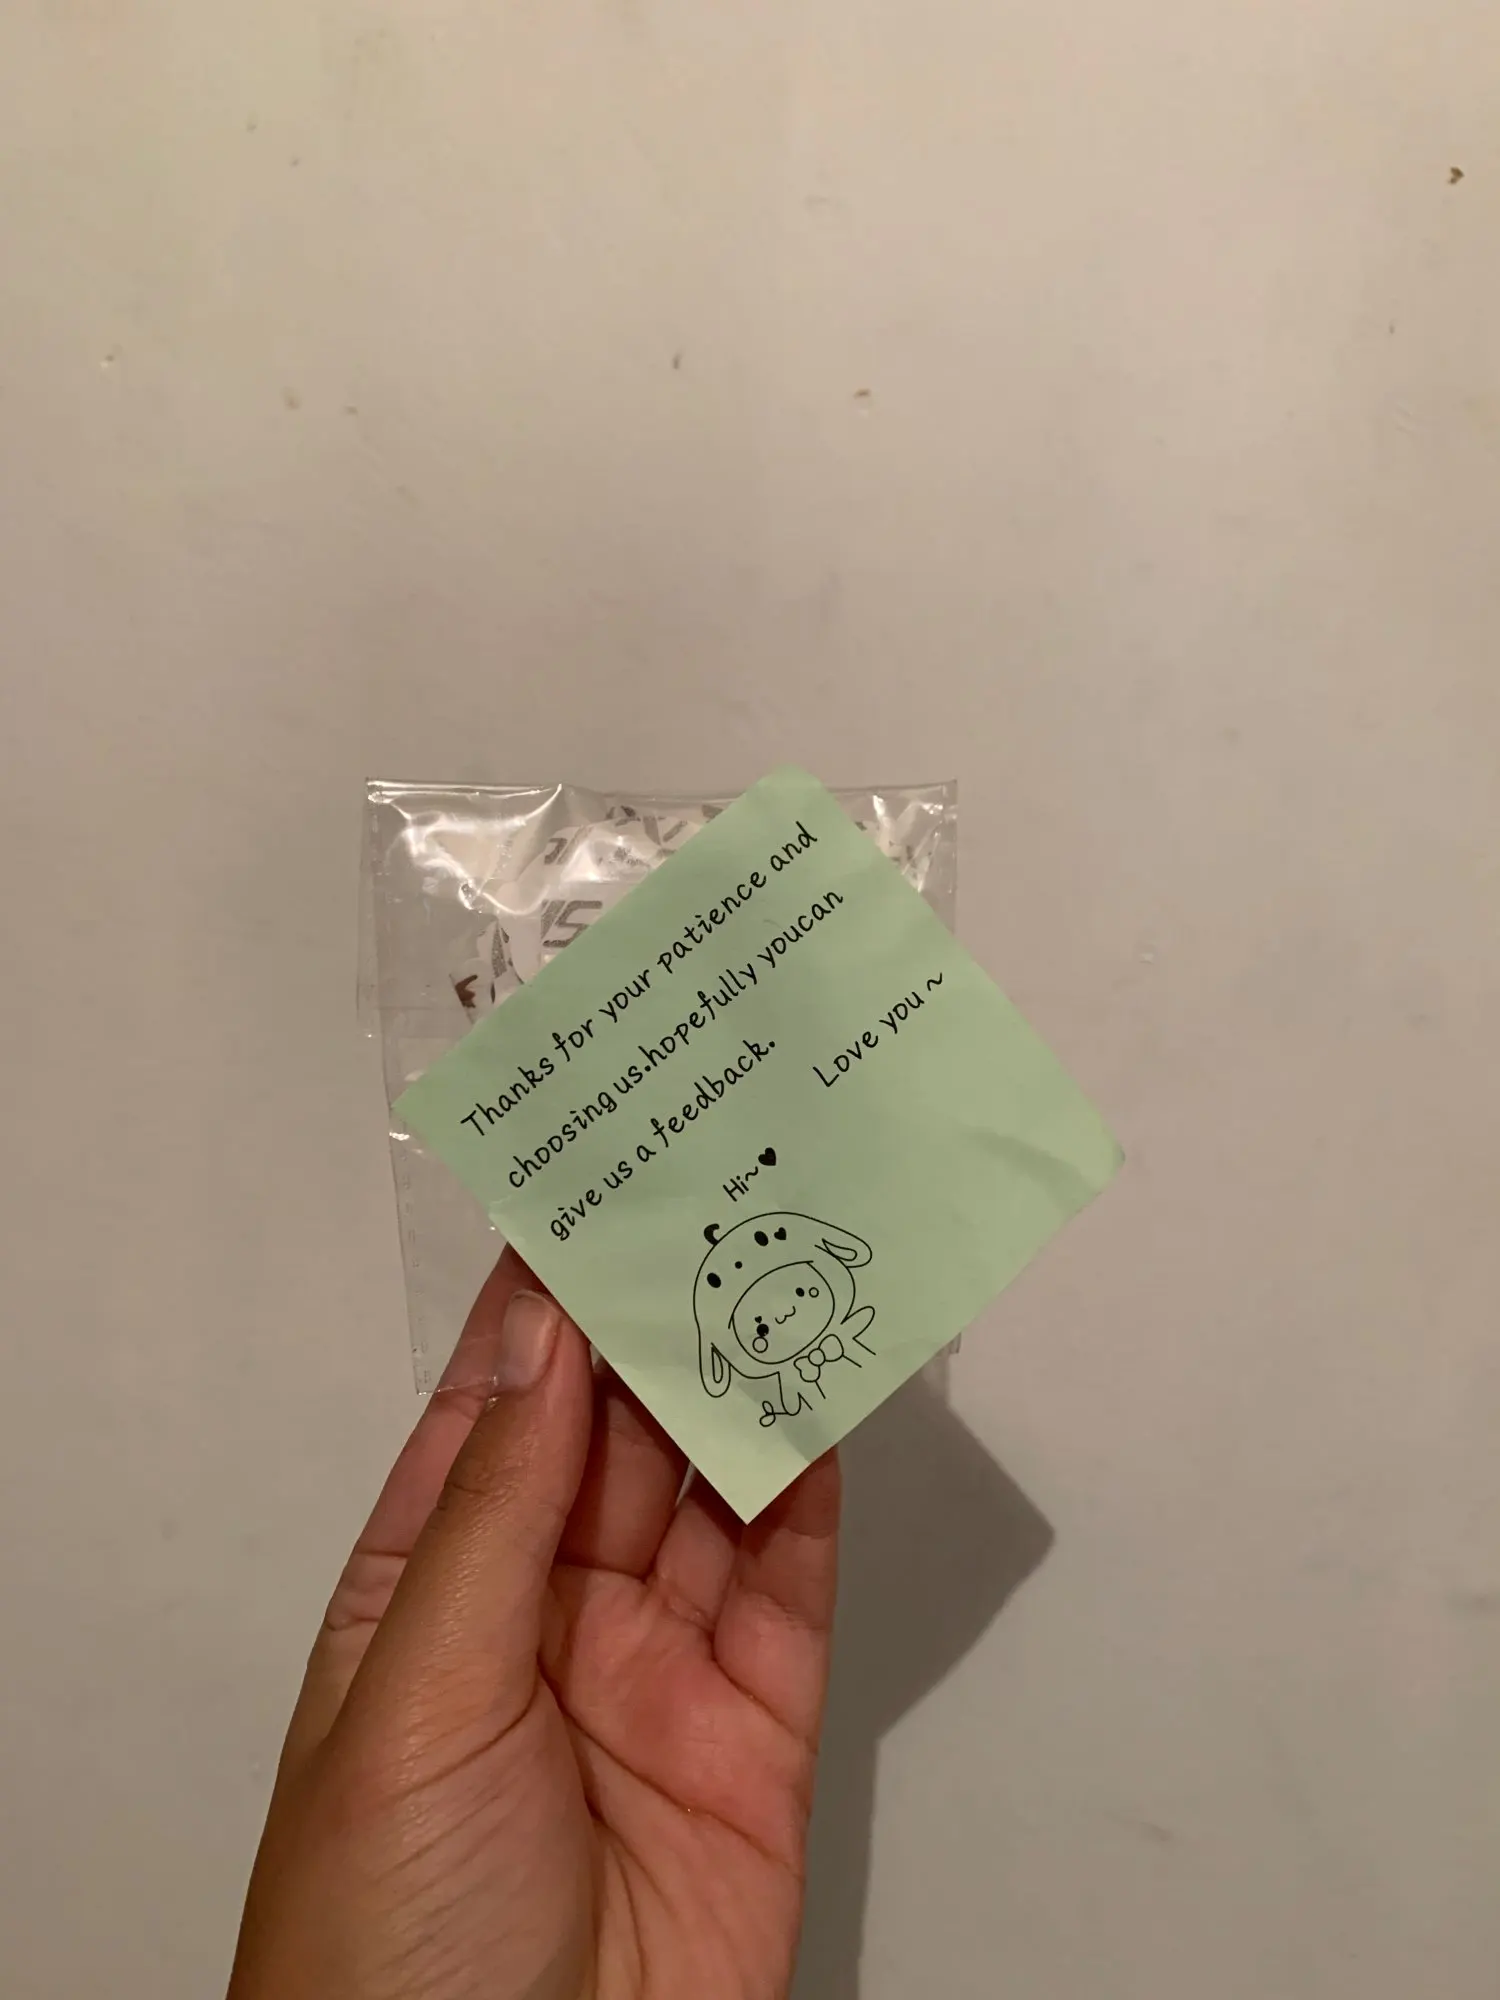 Thanks for your patience and
choosing us.hopefully youcan
give us a feedback.
Love you~
Hi~♥